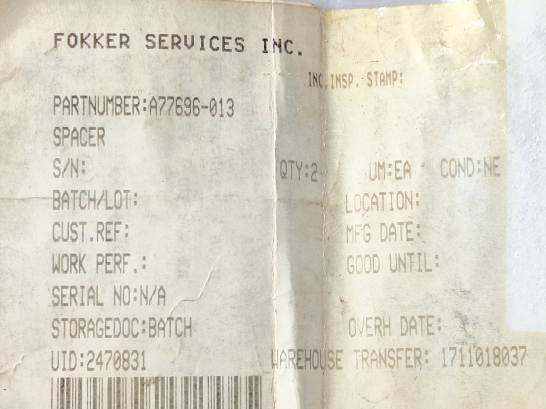 FOKKER SERVICES INC.
INC.INSP. STAMP:
PARTNUMBER:A77696-013
SPACER
S/N: QTY:2 UM:EA COND:NE
BATCH/LOT: LOCATION:
CUST.REF: MFG DATE:
WORK PERF.: GOOD UNTIL:
SERIAL NO:N/A
STORAGEDOC:BATCH OVERH DATE:
UID:2470831 WAREHOUSE TRANSFER: 1711018037